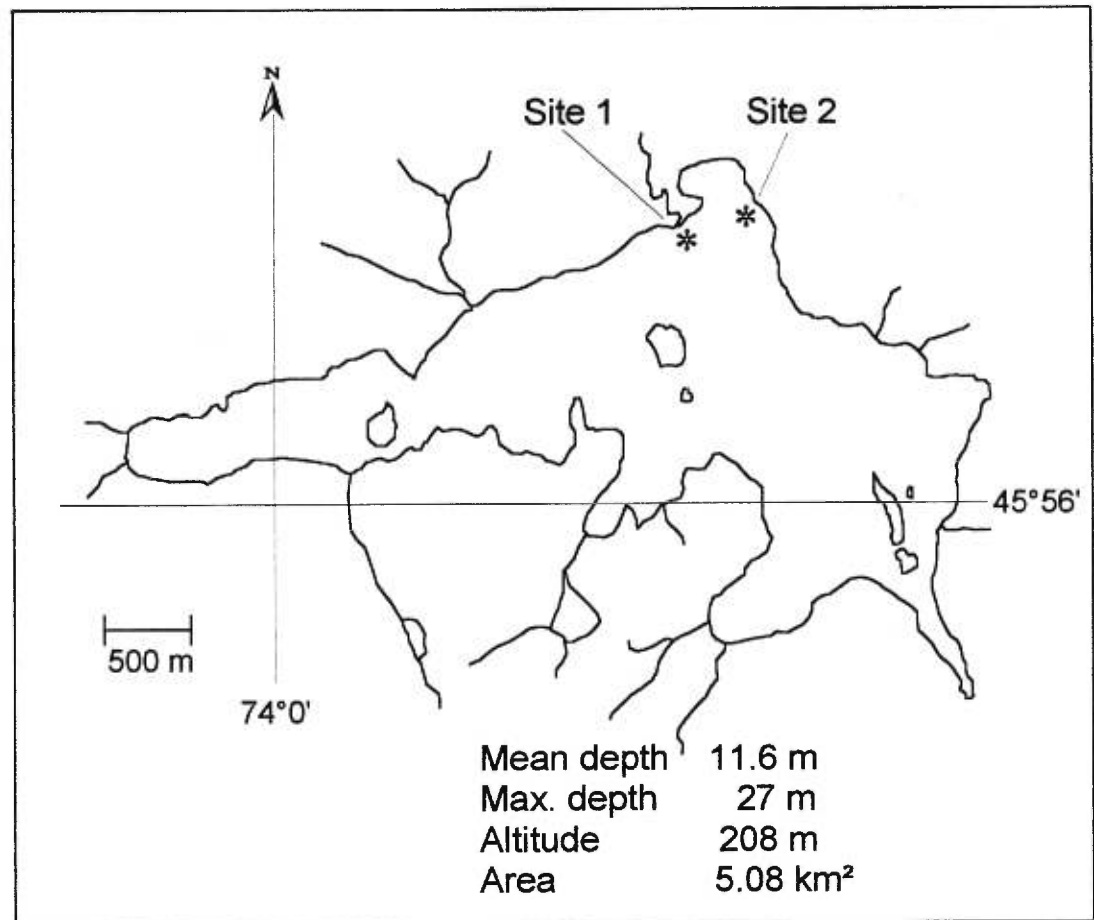 N
Site 1
Site 2
45°56'
500 m
74°0'
Mean depth 11.6 m
Max. depth 27 m
Altitude 208 m
Area 5.08 km²